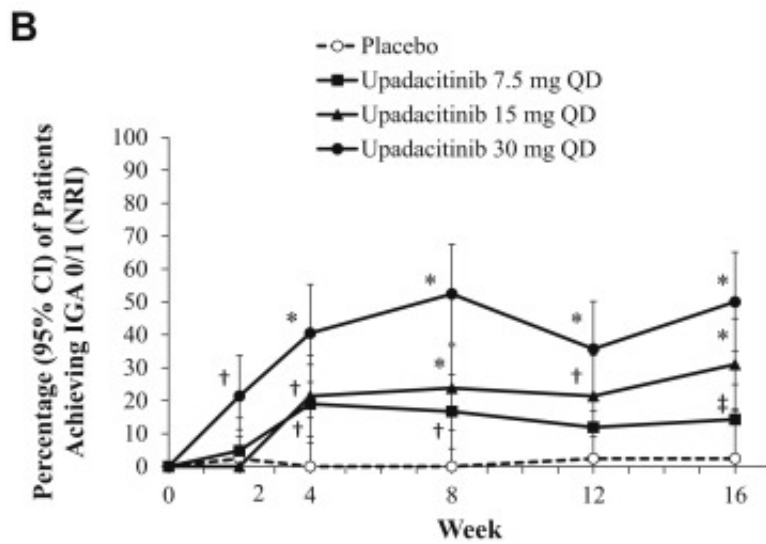 B
Placebo
Upadacitinib 7.5 mg QD
Upadacitinib 15 mg QD
Upadacitinib 30 mg QD
Percentage (95% CI) of Patients
Achieving IGA 0/1 (NRI)
100
90
80
70
60
50
40
30
20
10
0
† * * * *
† * † *
† † ‡
0 2 4 8 12 16
Week